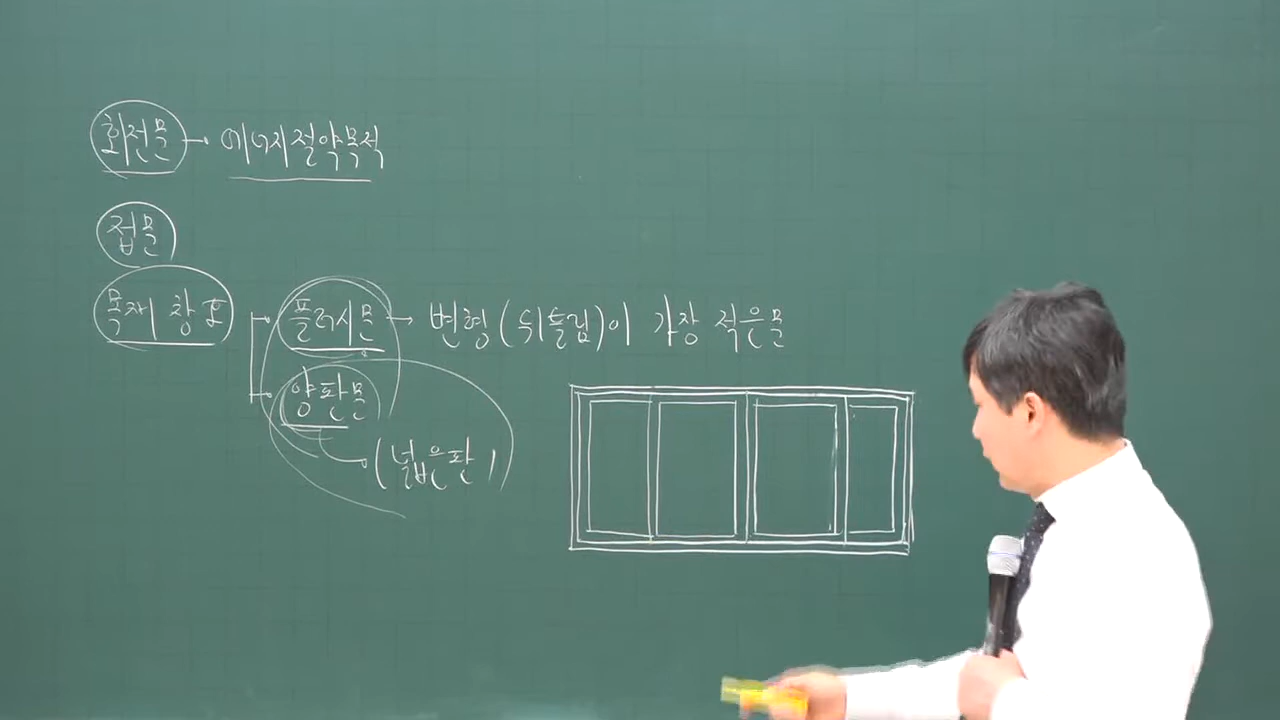 회전문 → 에너지절약목적
접문
목재 창호
플러시문 → 변형(뒤틀림)이 가장 적은문
양판문
(넓은판)